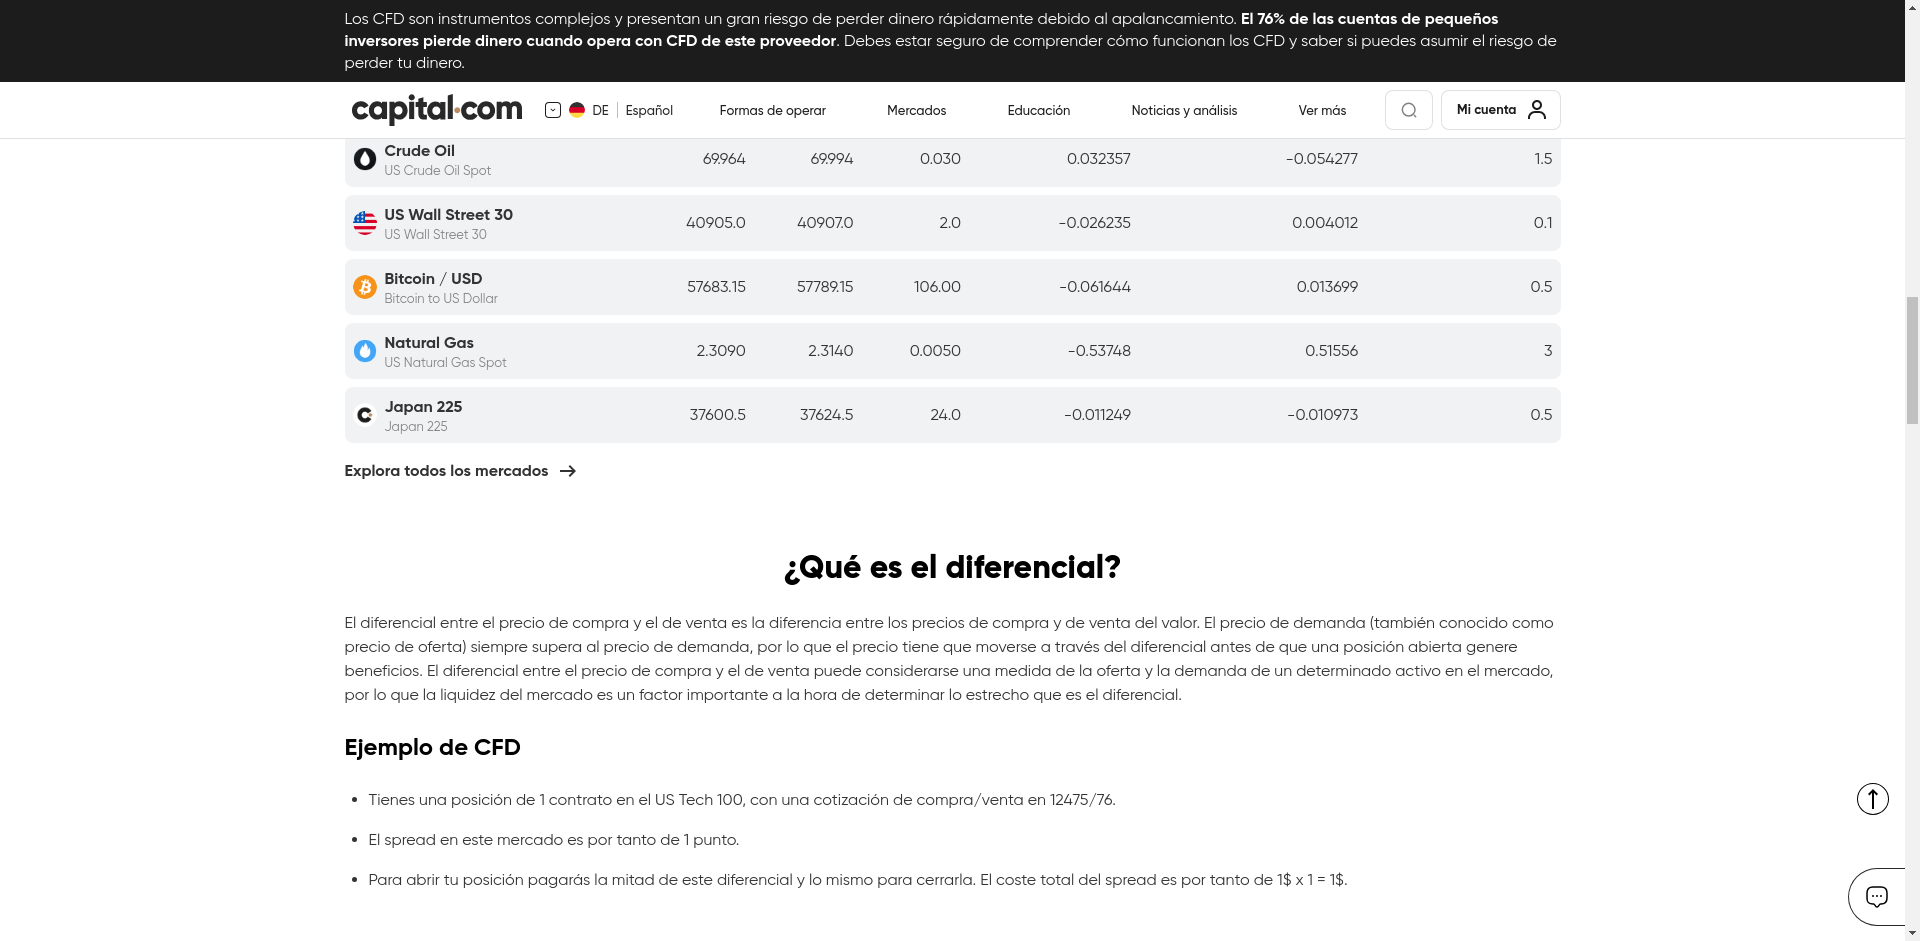 Los CFD son instrumentos complejos y presentan un gran riesgo de perder dinero rápidamente debido al apalancamiento. El 76% de las cuentas de pequeños
inversores pierde dinero cuando opera con CFD de este proveedor. Debes estar seguro de comprender cómo funcionan los CFD y saber si puedes asumir el riesgo de
perder tu dinero.
capital.com DE Español Formas de operar Mercados Educación Noticias y análisis Ver más Mi cuenta
Crude Oil 69.964 69.994 0.030 0.032357 -0.054277 1.5
US Crude Oil Spot
US Wall Street 30 40905.0 40907.0 2.0 -0.026235 0.004012 0.1
US Wall Street 30
Bitcoin / USD 57683.15 57789.15 106.00 -0.061644 0.013699 0.5
Bitcoin to US Dollar
Natural Gas 2.3090 2.3140 0.0050 -0.53748 0.51556 3
US Natural Gas Spot
Japan 225 37600.5 37624.5 24.0 -0.011249 -0.010973 0.5
Japan 225
Explora todos los mercados
¿Qué es el diferencial?
El diferencial entre el precio de compra y el de venta es la diferencia entre los precios de compra y de venta del valor. El precio de demanda (también conocido como
precio de oferta) siempre supera al precio de demanda, por lo que el precio tiene que moverse a través del diferencial antes de que una posición abierta genere
beneficios. El diferencial entre el precio de compra y el de venta puede considerarse una medida de la oferta y la demanda de un determinado activo en el mercado,
por lo que la liquidez del mercado es un factor importante a la hora de determinar lo estrecho que es el diferencial.
Ejemplo de CFD
• Tienes una posición de 1 contrato en el US Tech 100, con una cotización de compra/venta en 12475/76.
• El spread en este mercado es por tanto de 1 punto.
• Para abrir tu posición pagarás la mitad de este diferencial y lo mismo para cerrarla. El coste total del spread es por tanto de 1$ x 1 = 1$.